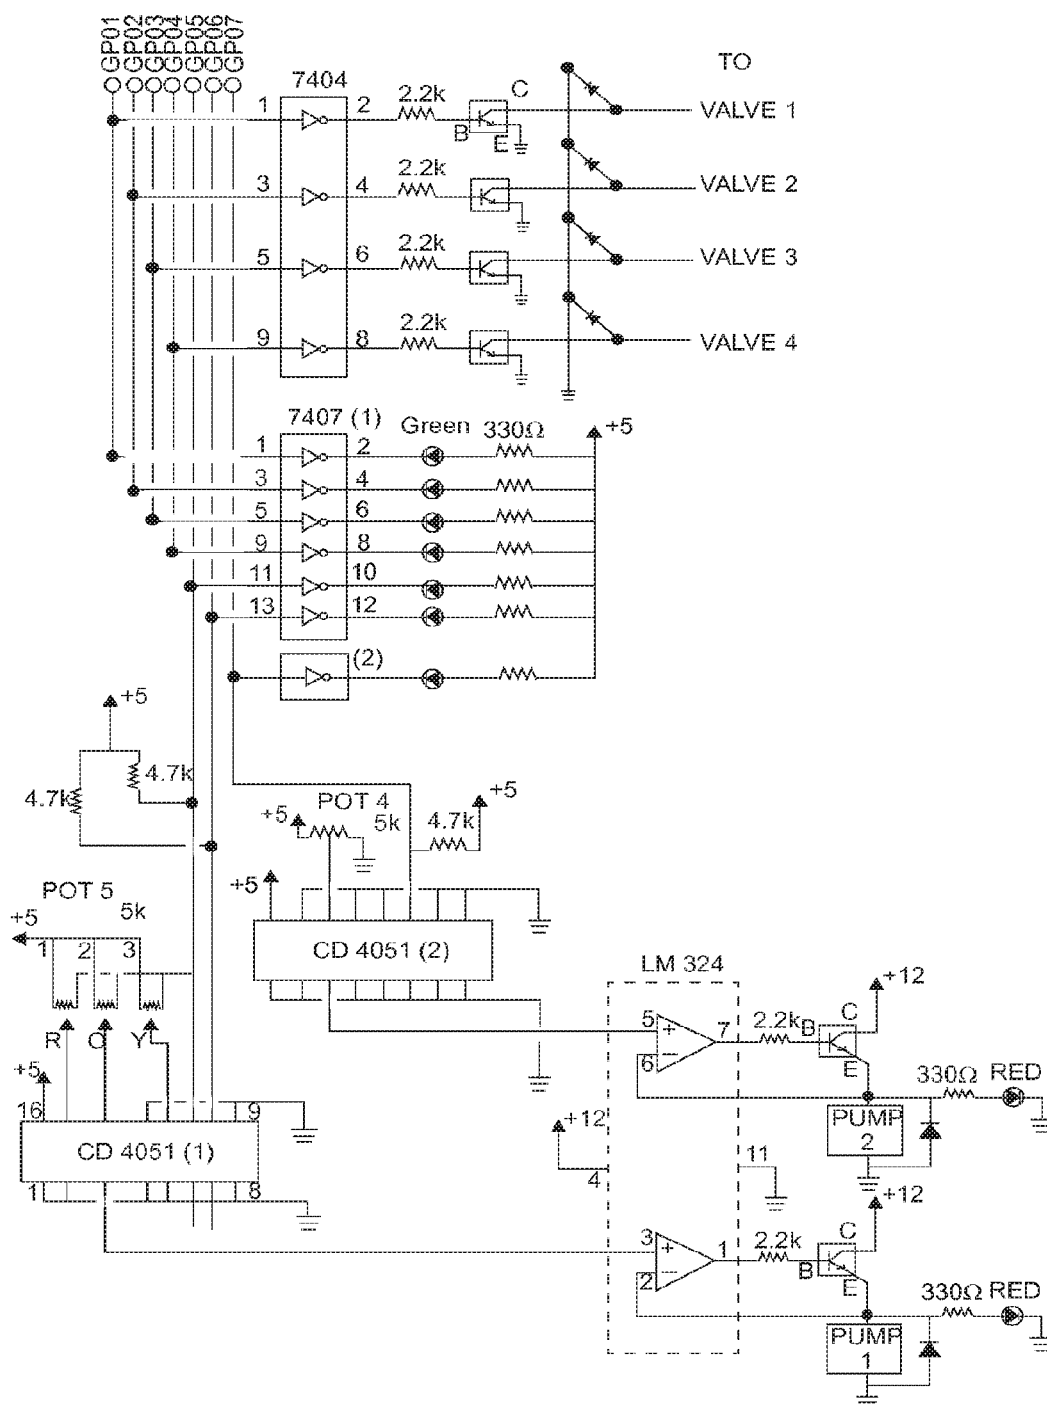 GP01
GP02
GP03
GP04
GP05
GP06
GP07
7404
TO
1 2 2.2k B C E VALVE 1
3 4 2.2k VALVE 2
5 6 2.2k VALVE 3
9 8 2.2k VALVE 4
7407 (1) Green 330Ω +5
1 2
3 4
5 6
9 8
11 10
13 12
(2)
+5
4.7k
4.7k
POT 4
+5 5k 4.7k +5
+5
CD 4051 (2)
POT 5
+5 5k
1 2 3
R O Y
+5
16 9
CD 4051 (1)
1 8
LM 324
+12
5 + 7 2.2k B C E
6 −
330Ω RED
PUMP 2
+12
4 11
+12
3 + 1 2.2k B C E
2 −
330Ω RED
PUMP 1